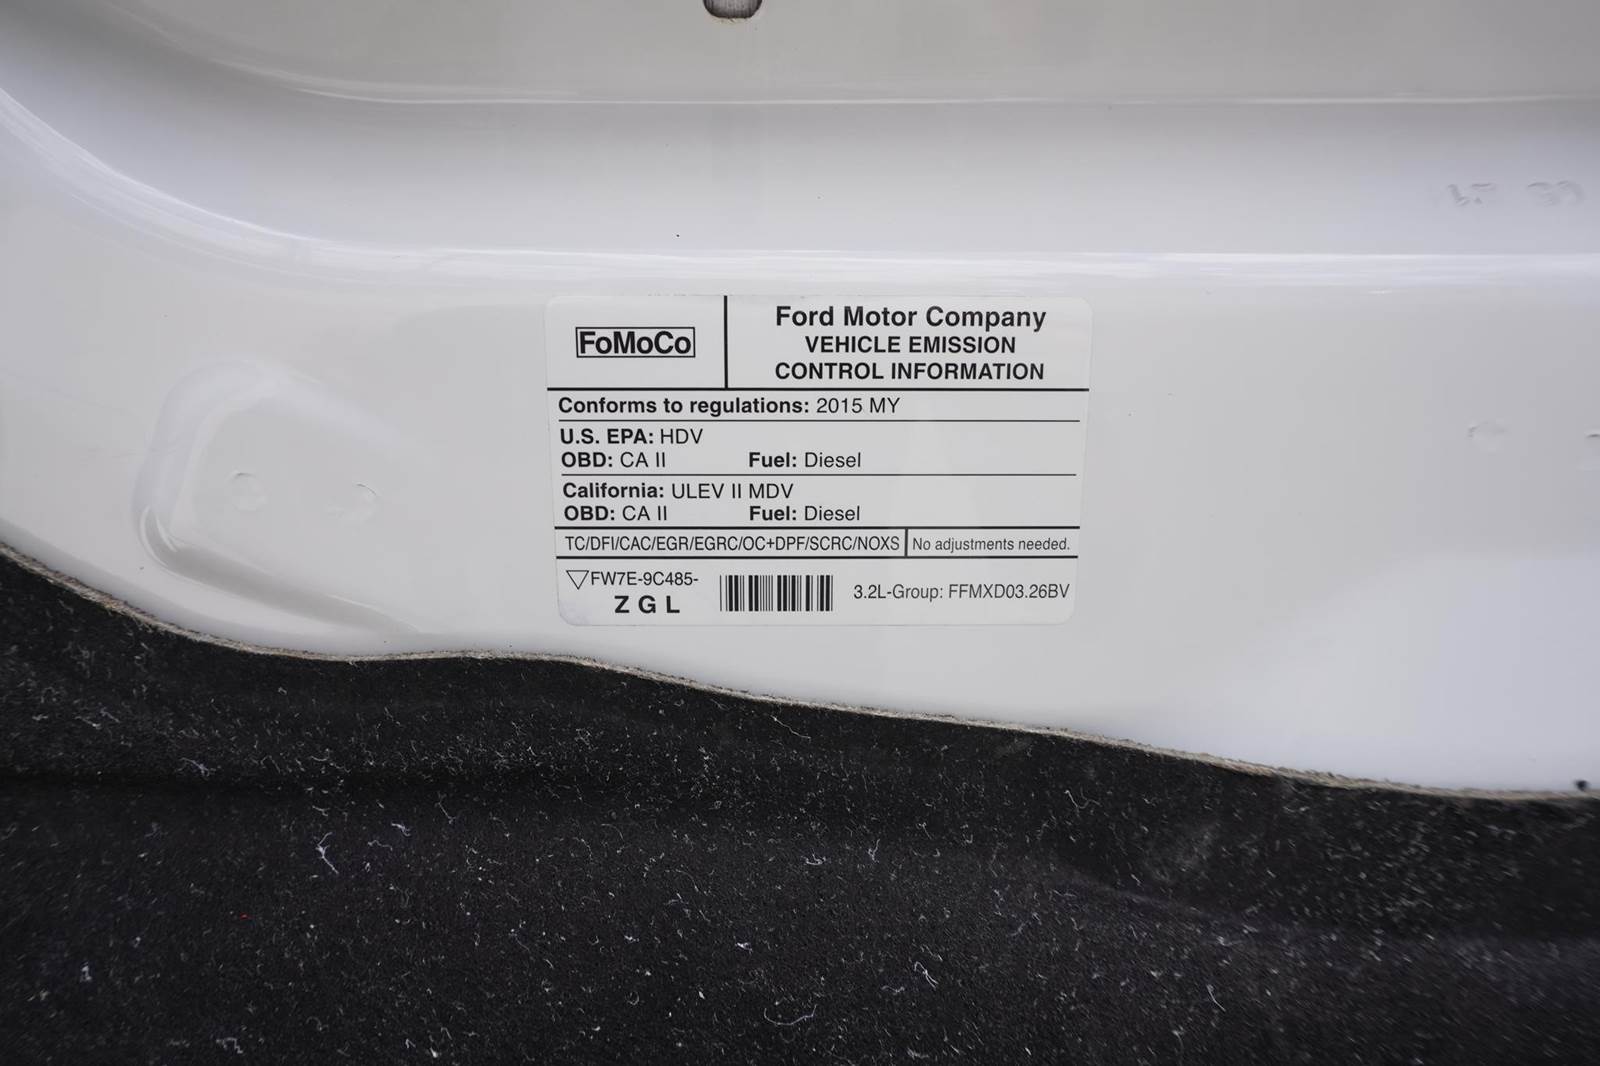 FoMoCo
Ford Motor Company
VEHICLE EMISSION
CONTROL INFORMATION
Conforms to regulations: 2015 MY
U.S. EPA: HDV
OBD: CA II Fuel: Diesel
California: ULEV II MDV
OBD: CA II Fuel: Diesel
TC/DFI/CAC/EGR/EGRC/OC+DPF/SCRC/NOXS No adjustments needed.
FW7E-9C485-
Z G L
3.2L-Group: FFMXD03.26BV